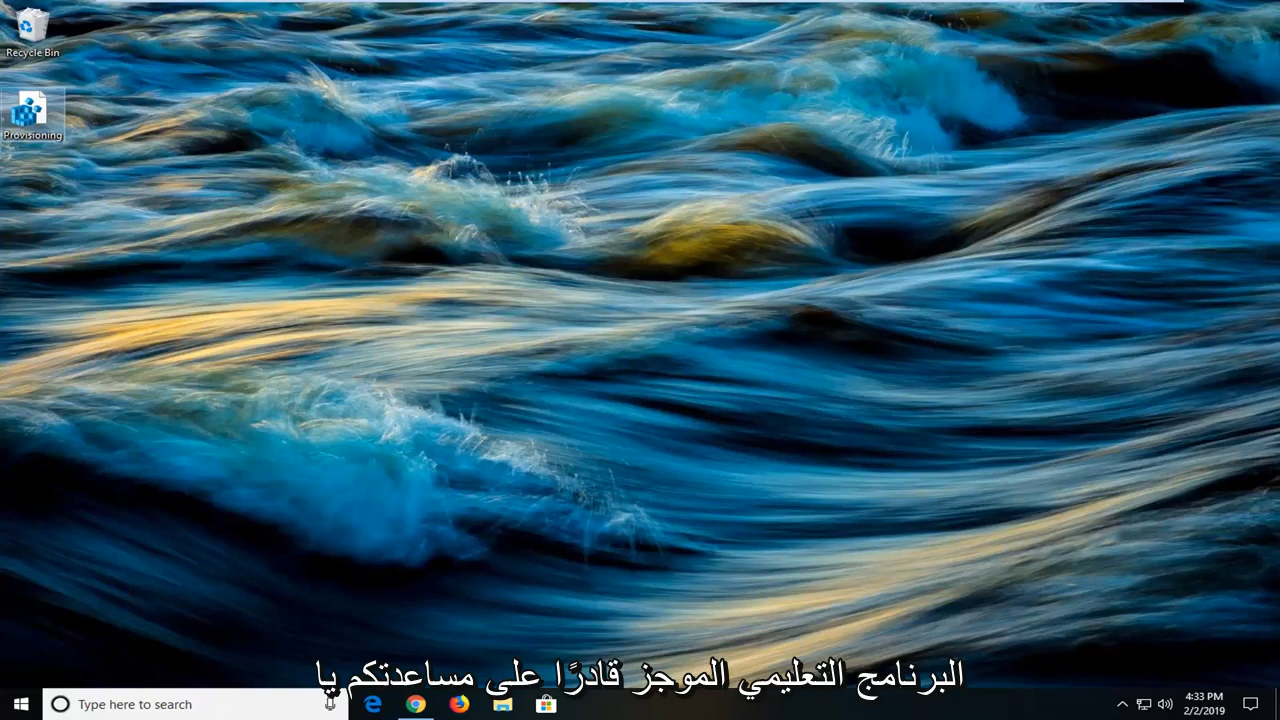 Recycle Bin
Provisioning
البرنامج التعليمي الموجز قادرًا على مساعدتكم يا
Type here to search
4:33 PM
2/2/2019